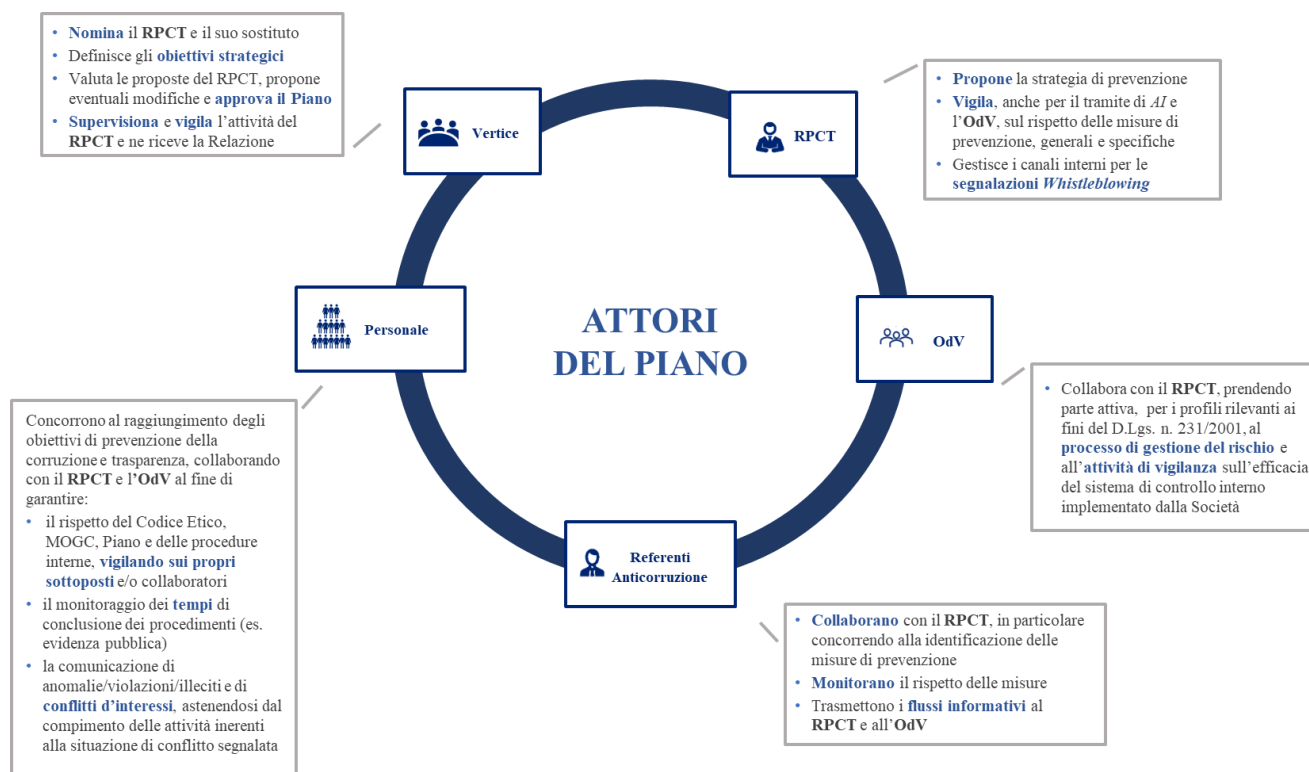 • Nomina il RPCT e il suo sostituto
• Definisce gli obiettivi strategici
• Valuta le proposte del RPCT, propone
eventuali modifiche e approva il Piano
• Supervisiona e vigila l'attività del
RPCT e ne riceve la Relazione
Vertice
RPCT
• Propone la strategia di prevenzione
• Vigila, anche per il tramite di AI e
l'OdV, sul rispetto delle misure di
prevenzione, generali e specifiche
• Gestisce i canali interni per le
segnalazioni Whistleblowing
Personale
ATTORI
DEL PIANO
OdV
• Collabora con il RPCT, prendendo
parte attiva, per i profili rilevanti ai
fini del D.Lgs. n. 231/2001, al
processo di gestione del rischio e
all'attività di vigilanza sull'efficacia
del sistema di controllo interno
implementato dalla Società
Concorrono al raggiungimento degli
obiettivi di prevenzione della
corruzione e trasparenza, collaborando
con il RPCT e l'OdV al fine di
garantire:
• il rispetto del Codice Etico,
MOGC, Piano e delle procedure
interne, vigilando sui propri
sottoposti e/o collaboratori
• il monitoraggio dei tempi di
conclusione dei procedimenti (es.
evidenza pubblica)
• la comunicazione di
anomalie/violazioni/illeciti e di
conflitti d'interessi, astenendosi dal
compimento delle attività inerenti
alla situazione di conflitto segnalata
Referenti
Anticorruzione
• Collaborano con il RPCT, in particolare
concorrendo alla identificazione delle
misure di prevenzione
• Monitorano il rispetto delle misure
• Trasmettono i flussi informativi al
RPCT e all'OdV